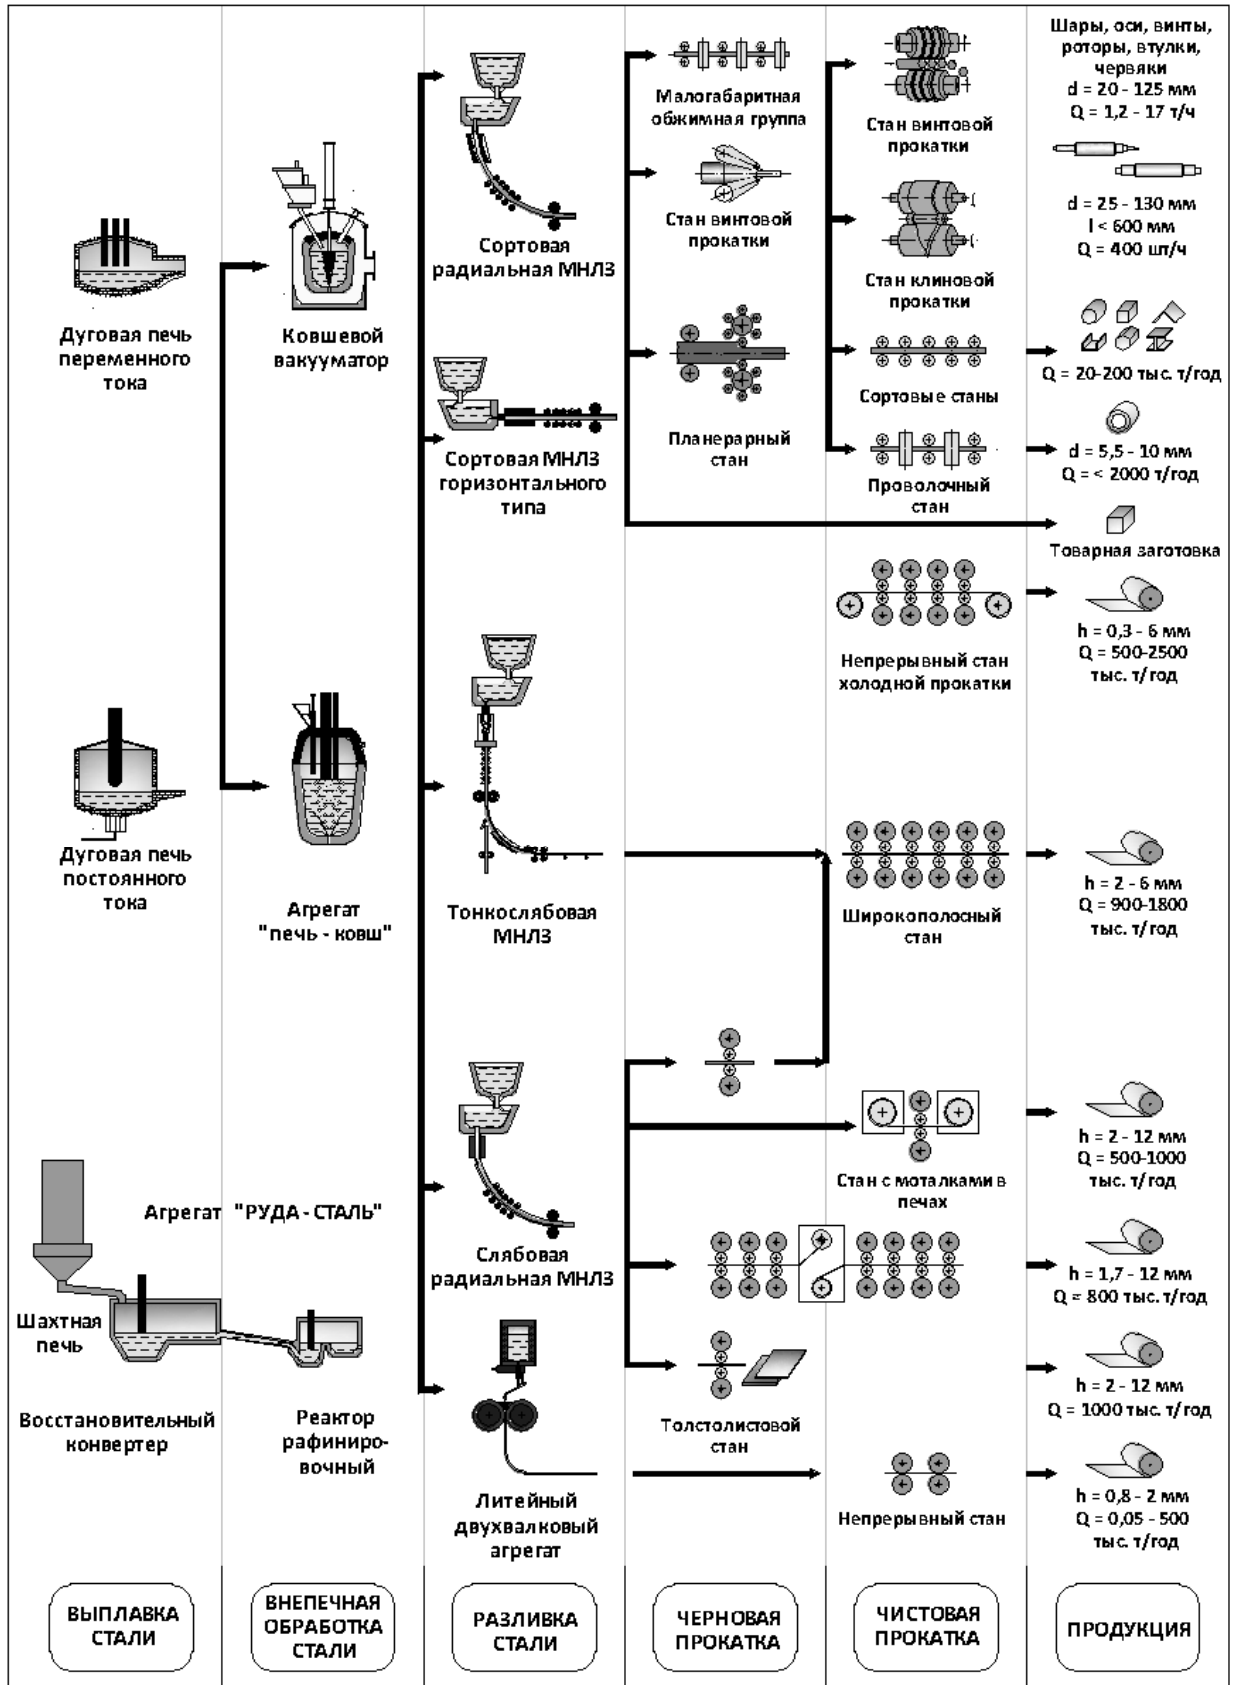 Дуговая печь
переменного
тока
Дуговая печь
постоянного
тока
Агрегат "РУДА - СТАЛЬ"
Шахтная
печь
Восстановительный
конвертер
Ковшевой
вакууматор
Агрегат
"печь - ковш"
Реактор
рафиниро-
вочный
Сортовая
радиальная МНЛЗ
Сортовая МНЛЗ
горизонтального
типа
Тонкослябовая
МНЛЗ
Слябовая
радиальная МНЛЗ
Литейный
двухвалковый
агрегат
Малогабаритная
обжимная группа
Стан винтовой
прокатки
Планерарный
стан
Толстолистовой
стан
Стан винтовой
прокатки
Стан клиновой
прокатки
Сортовые станы
Проволочный
стан
Непрерывный стан
холодной прокатки
Широкополосный
стан
Стан с моталками в
печах
Непрерывный стан
Шары, оси, винты,
роторы, втулки,
червяки
d = 20 - 125 мм
Q = 1,2 - 17 т/ч
d = 25 - 130 мм
l < 600 мм
Q = 400 шт/ч
Q = 20-200 тыс. т/год
d = 5,5 - 10 мм
Q = < 2000 т/год
Товарная заготовка
h = 0,3 - 6 мм
Q = 500-2500
тыс. т/год
h = 2 - 6 мм
Q = 900-1800
тыс. т/год
h = 2 - 12 мм
Q = 500-1000
тыс. т/год
h = 1,7 - 12 мм
Q = 800 тыс. т/год
h = 2 - 12 мм
Q = 1000 тыс. т/год
h = 0,8 - 2 мм
Q = 0,05 - 500
тыс. т/год
ВЫПЛАВКА
СТАЛИ
ВНЕПЕЧНАЯ
ОБРАБОТКА
СТАЛИ
РАЗЛИВКА
СТАЛИ
ЧЕРНОВАЯ
ПРОКАТКА
ЧИСТОВАЯ
ПРОКАТКА
ПРОДУКЦИЯ